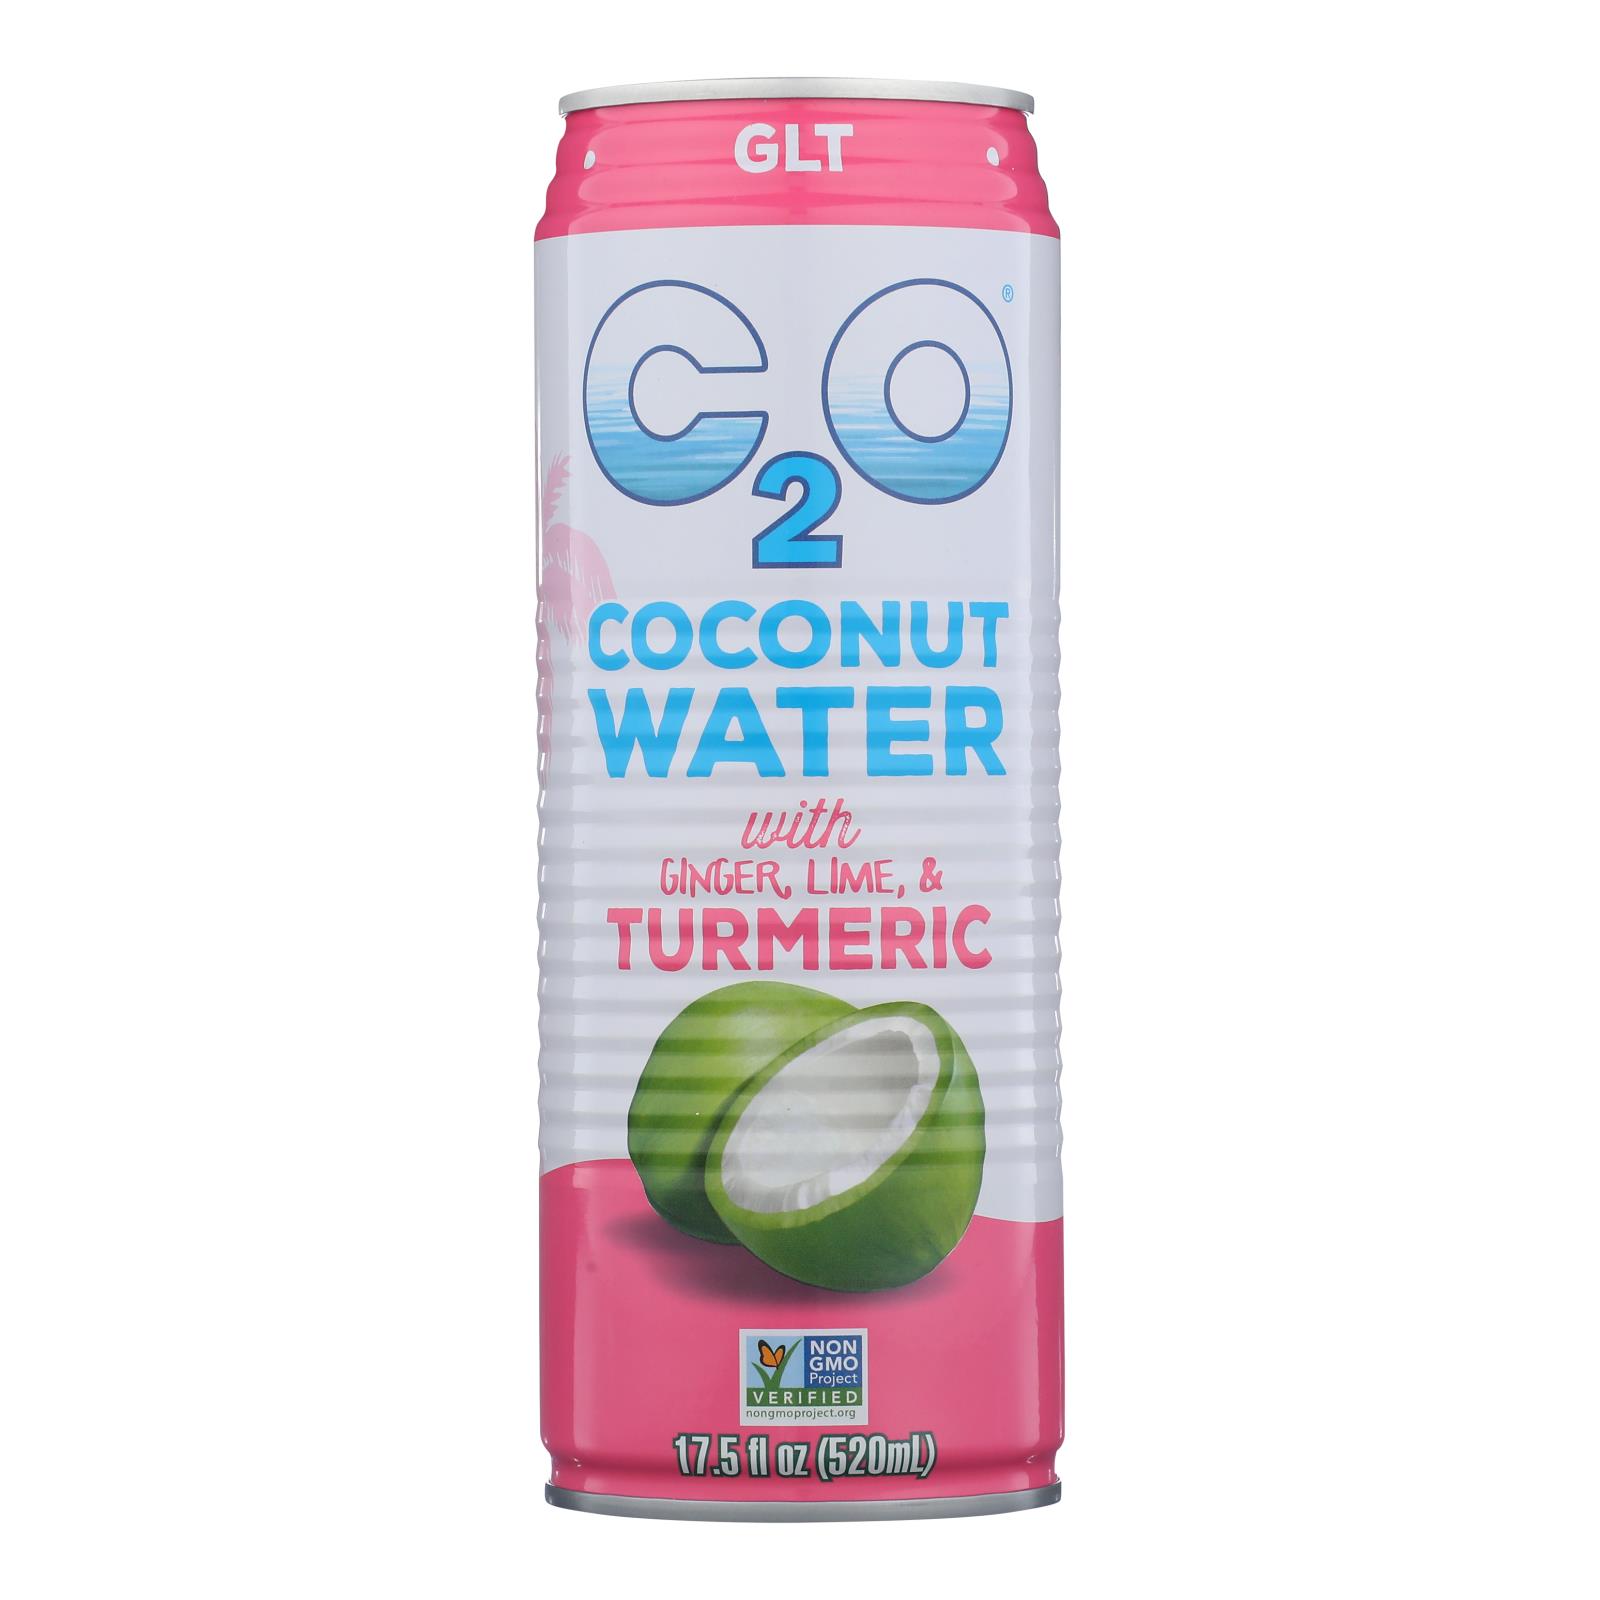 GLT
C2O®
COCONUT
WATER
with
GINGER, LIME, &
TURMERIC
NON
GMO
Project
VERIFIED
nongmoproject.org
17.5 fl oz (520mL)